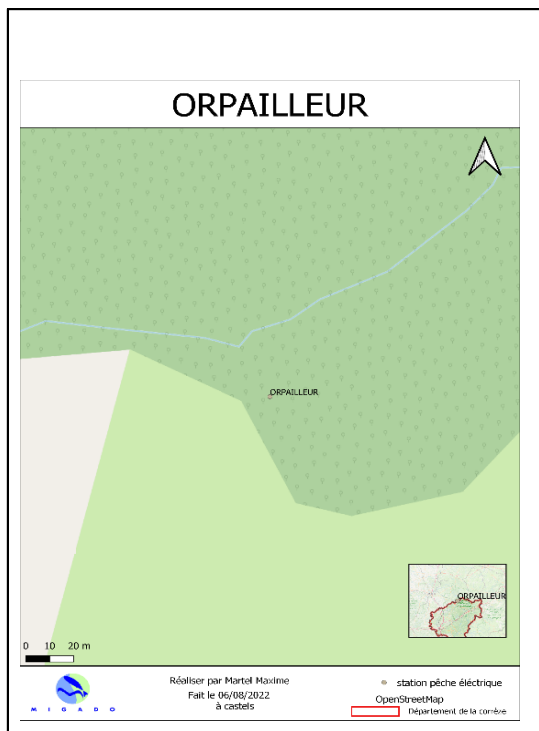 ORPAILLEUR
ORPAILLEUR
ORPAILLEUR
0 10 20 m
Réaliser par Martel Maxime
Fait le 06/08/2022
à castels
MIGADO
station pêche éléctrique
OpenStreetMap
Département de la corrève